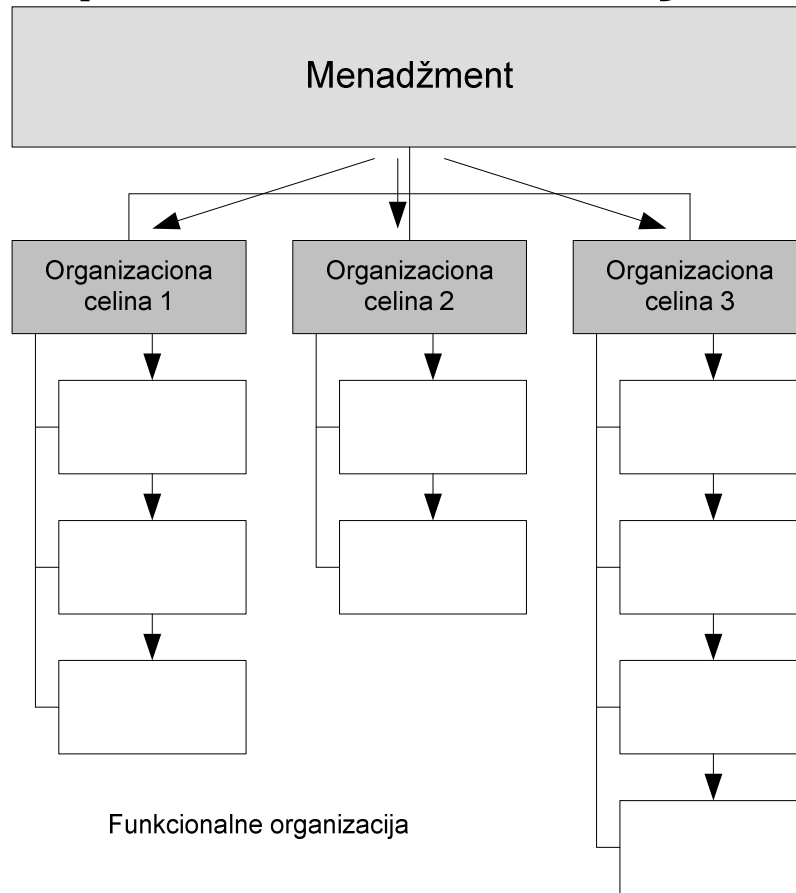 Menadžment
Organizaciona
celina 1
Organizaciona
celina 2
Organizaciona
celina 3
Funkcionalne organizacija